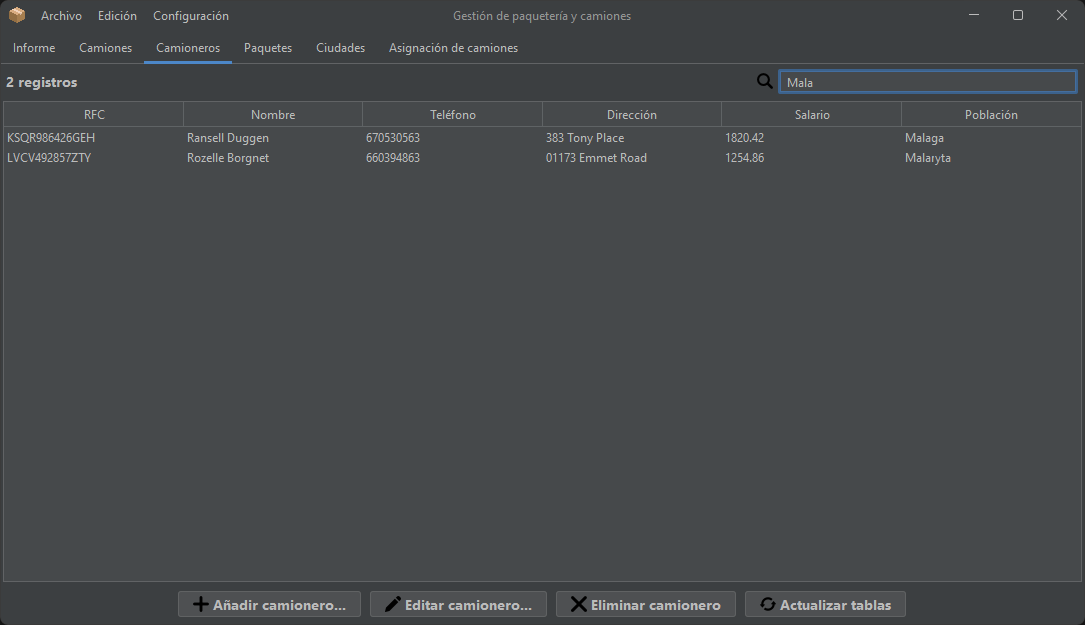 Archivo Edición Configuración Gestión de paquetería y camiones
Informe Camiones Camioneros Paquetes Ciudades Asignación de camiones
2 registros Mala
RFC Nombre Teléfono Dirección Salario Población
KSQR986426GEH Ransell Duggen 670530563 383 Tony Place 1820.42 Malaga
LVCV492857ZTY Rozelle Borgnet 660394863 01173 Emmet Road 1254.86 Malaryta
Añadir camionero... Editar camionero... Eliminar camionero Actualizar tablas